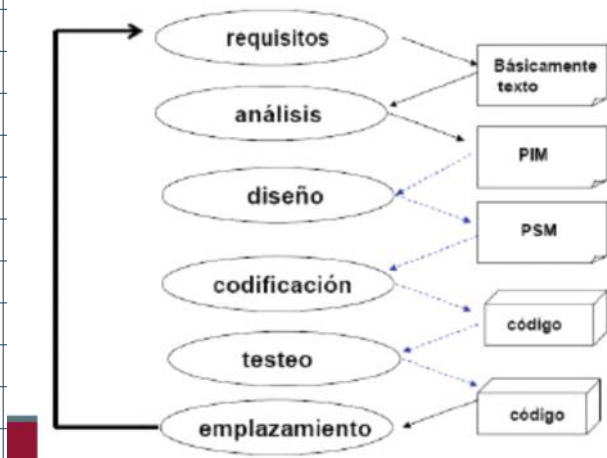 requisitos
Básicamente
texto
análisis
PIM
diseño
PSM
codificación
código
testeo
código
emplazamiento